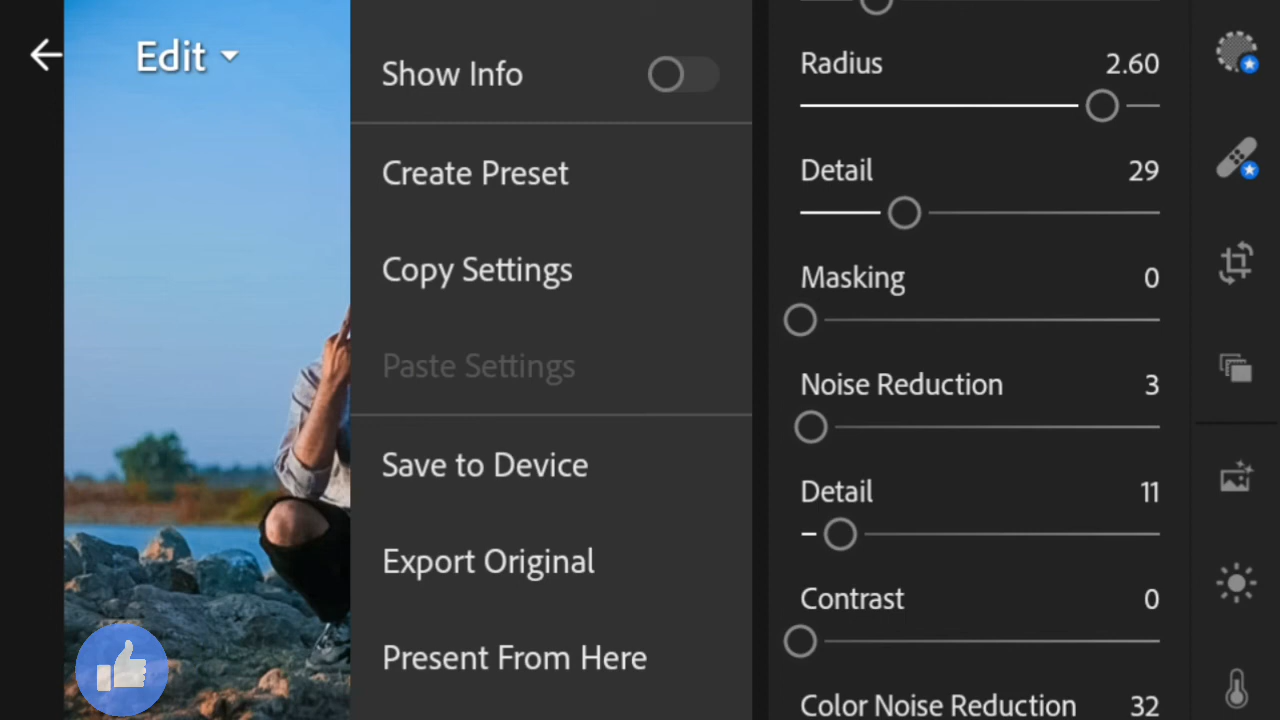 Edit
Show Info
Create Preset
Copy Settings
Paste Settings
Save to Device
Export Original
Present From Here
Radius 2.60
Detail 29
Masking 0
Noise Reduction 3
Detail 11
Contrast 0
Color Noise Reduction 32